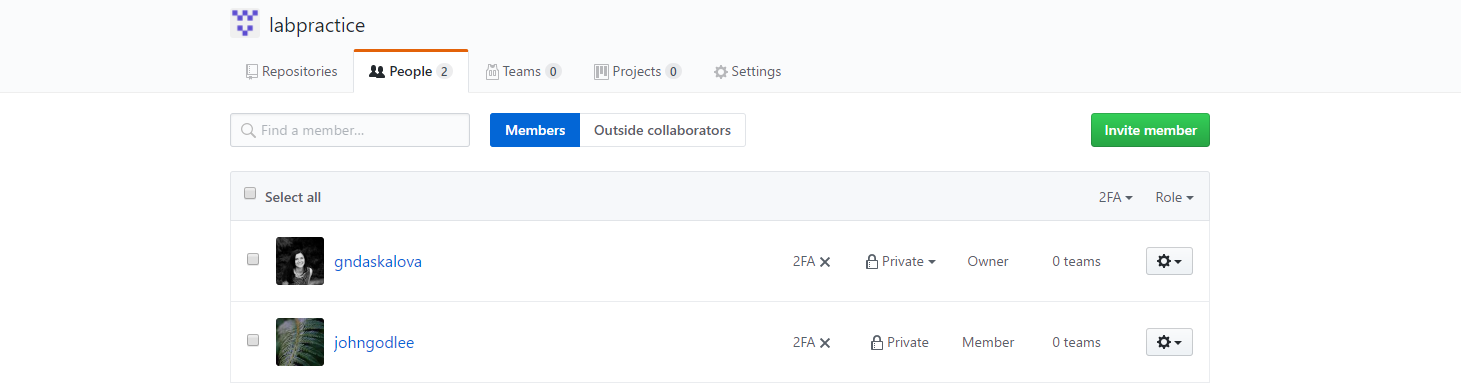 labpractice
Repositories People 2 Teams 0 Projects 0 Settings
Find a member... Members Outside collaborators Invite member
Select all 2FA Role
gndaskalova 2FA Private Owner 0 teams
johngodlee 2FA Private Member 0 teams